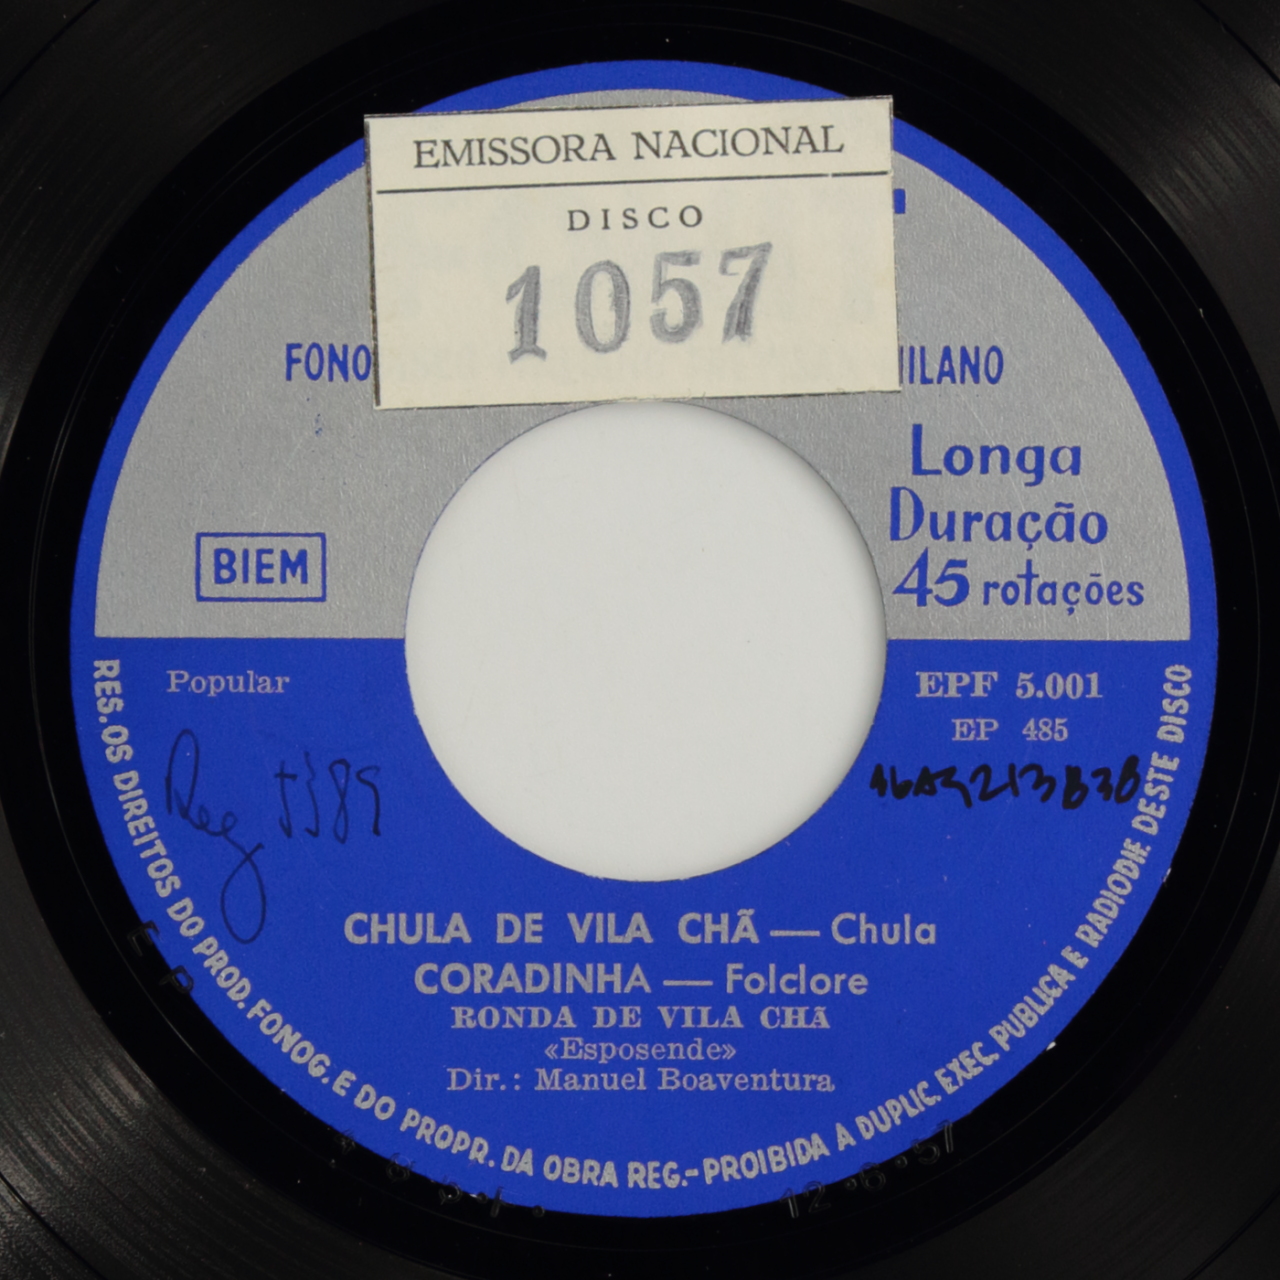 EMISSORA NACIONAL
DISCO
1057
FONO
ILANO
Longa
Duração
45 rotações
BIEM
Popular
EPF 5.001
EP 485
Reg 5389
CHULA DE VILA CHÃ — Chula
CORADINHA — Folclore
RONDA DE VILA CHÃ
«Esposende»
Dir.: Manuel Boaventura
RES. OS DIREITOS DO PROD. FONOG. E DO PROPR. DA OBRA REG.-PROIBIDA A DUPLIC. EXEC. PUBLICA E RADIODIF. DESTE DISCO
EP
12-6-57